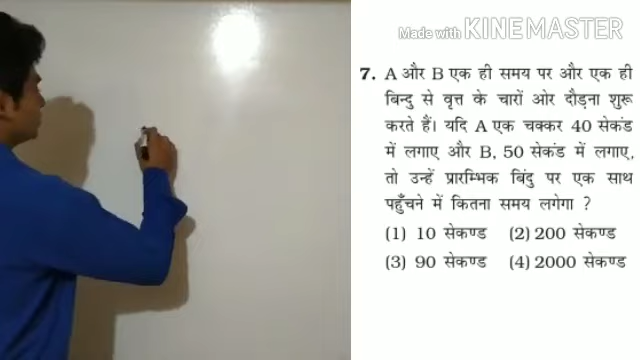 Made with KINEMASTER
7. A और B एक ही समय पर और एक ही
बिन्दु से वृत्त के चारों ओर दौड़ना शुरू
करते हैं। यदि A एक चक्कर 40 सेकंड
में लगाए और B, 50 सेकंड में लगाए,
तो उन्हें प्रारम्भिक बिंदु पर एक साथ
पहुँचने में कितना समय लगेगा ?
(1) 10 सेकण्ड (2) 200 सेकण्ड
(3) 90 सेकण्ड (4) 2000 सेकण्ड